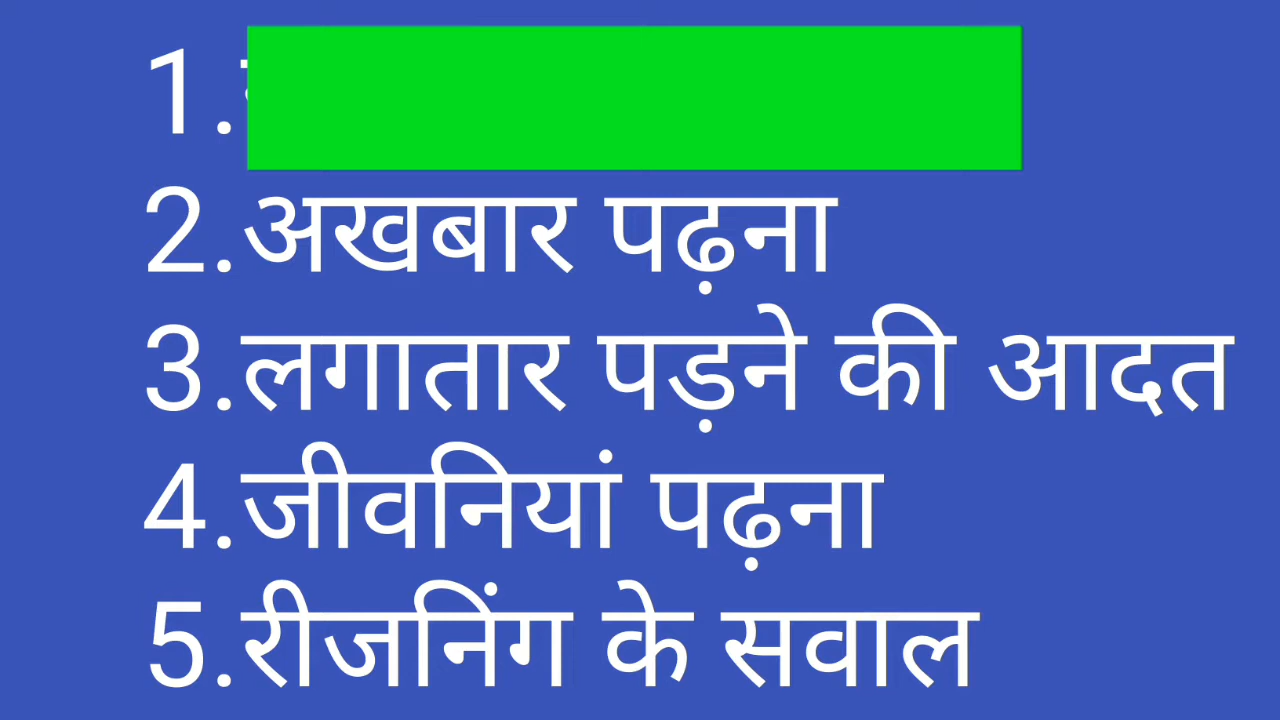 1.
2.अखबार पढ़ना
3.लगातार पड़ने की आदत
4.जीवनियां पढ़ना
5.रीजनिंग के सवाल